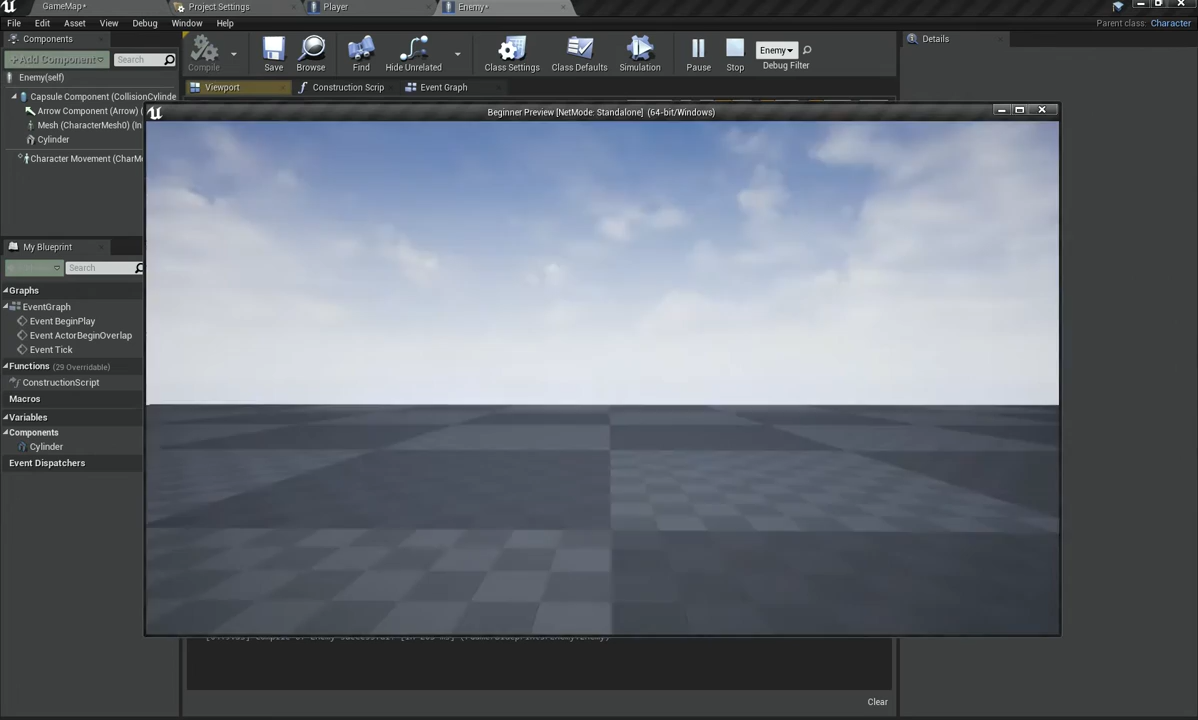 GameMap*
Project Settings
Player
Enemy*
File Edit Asset View Debug Window Help
Parent class: Character
Components
+Add Component
Search
Compile
Save
Browse
Find
Hide Unrelated
Class Settings
Class Defaults
Simulation
Pause
Stop
Enemy
Debug Filter
Details
Enemy(self)
Viewport
Construction Scrip
Event Graph
Capsule Component (CollisionCylinde
Arrow Component (Arrow) (
Mesh (CharacterMesh0) (In
Cylinder
Character Movement (CharMo
Beginner Preview [NetMode: Standalone] (64-bit/Windows)
My Blueprint
Search
Graphs
EventGraph
Event BeginPlay
Event ActorBeginOverlap
Event Tick
Functions (29 Overridable)
ConstructionScript
Macros
Variables
Components
Cylinder
Event Dispatchers
Clear